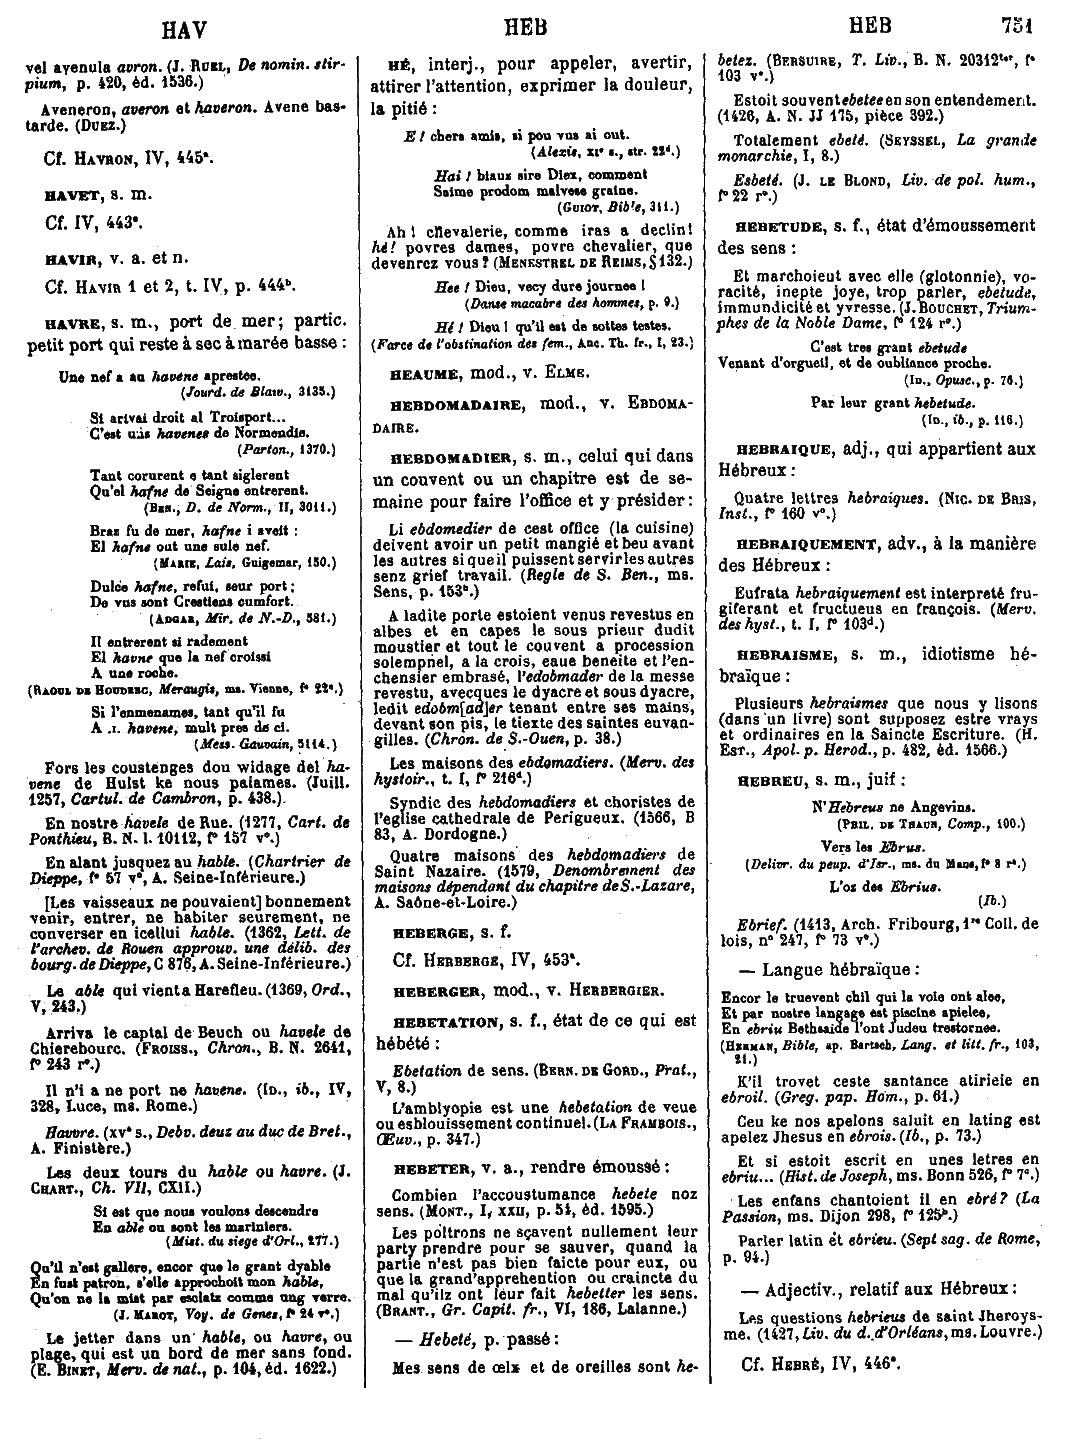 HAV
HEB
HEB 751
vel avenula avron. (J. RUEL, De nomin. stir-
pium, p. 420, éd. 1536.)
Aveneron, averon et haveron. Avene bas-
tarde. (DUEZ.)
Cf. HAVRON, IV, 445ª.
HAVET, s. m.
Cf. IV, 443ª.
HAVIR, v. a. et n.
Cf. HAVIR 1 et 2, t. IV, p. 444ᵇ.
HAVRE, s. m., port de mer; partic.
petit port qui reste à sec à marée basse :
Une nef a au havene aprestee.
(Jourd. de Blaiv., 3135.)
Si arivai droit al Troisport...
C'est uns havenes de Normendie.
(Parton., 1370.)
Tant corurent e tant siglerent
Qu'el hafne de Seigne entrerent.
(BEN., D. de Norm., II, 3011.)
Braz fu de mer, hafne i aveit :
El hafne out une sule nef.
(MARIE, Lais, Guigemar, 150.)
Dulce hafne, refui, seur port ;
De vus sont Crestiens cumfort.
(ADGAR, Mir. de N.-D., 581.)
Il entrerent si radement
El havne que la nef croissi
A une roche.
(RAOUL DE HOUDENC, Meraugis, ms. Vienne, fº 22ª.)
Si l'enmenames, tant qu'il fu
A .I. havene, mult pres de ci.
(Mess. Gauvain, 5114.)
Fors les coustenges dou widage del ha-
vene de Hulst ke nous paiames. (Juill.
1257, Cartul. de Cambron, p. 438.)
En nostre havele de Rue. (1277, Cart. de
Ponthieu, B. N. l. 10112, fº 157 vº.)
En alant jusquez au hable. (Chartrier de
Dieppe, fº 57 vº, A. Seine-Inférieure.)
[Les vaisseaux ne pouvaient] bonnement
venir, entrer, ne habiter seurement, ne
converser en icellui hable. (1362, Lett. de
l'archev. de Rouen approuv. une délib. des
bourg. de Dieppe, C 876, A. Seine-Inférieure.)
Le able qui vient a Harefleu. (1369, Ord.,
V, 243.)
Arriva le captal de Beuch ou havele de
Chierebourc. (FROISS., Chron., B. N. 2641,
fº 243 rº.)
Il n'i a ne port ne havene. (ID., ib., IV,
328, Luce, ms. Rome.)
Havvre. (XVᵉ s., Debv. deuz au duc de Bret.,
A. Finistère.)
Les deux tours du hable ou havre. (J.
CHART., Ch. VII, CXII.)
Si est que nous voulons descendre
En able ou sont les mariniers.
(Mist. du siege d'Orl., 177.)
Qu'il n'est gallere, encor que le grant dyable
En fust patron, s'elle approchoit mon hable,
Qu'on ne la mist par esclatz comme ung verre.
(J. MAROT, Voy. de Genes, fº 24 vº.)
Le jetter dans un hable, ou havre, ou
plage, qui est un bord de mer sans fond.
(E. BINET, Merv. de nat., p. 104, éd. 1622.)
HÉ, interj., pour appeler, avertir,
attirer l'attention, exprimer la douleur,
la pitié :
E ! chers amis, si pou vus ai out.
(Alexis, XIᵉ s., str. 22ᵈ.)
Hai ! biaus sire Diex, comment
Saime prodom malvese graine.
(GUIOT, Bible, 311.)
Ah ! chevalerie, comme iras a declin !
hé! povres dames, povre chevalier, que
devenrez vous? (MENESTREL DE REIMS, § 132.)
Hee ! Dieu, vecy dure journee !
(Danse macabre des hommes, p. 9.)
Hé ! Dieu ! qu'il est de sottes testes.
(Farce de l'obstination des fem., Anc. Th. fr., I, 23.)
HEAUME, mod., v. ELME.
HEBDOMADAIRE, mod., v. EBDOMA-
DAIRE.
HEBDOMADIER, s. m., celui qui dans
un couvent ou un chapitre est de se-
maine pour faire l'office et y présider :
Li ebdomedier de cest office (la cuisine)
deivent avoir un petit mangié et beu avant
les autres si que il puissent servir les autres
senz grief travail. (Regle de S. Ben., ms.
Sens, p. 153ᵇ.)
A ladite porte estoient venus revestus en
albes et en capes le sous prieur dudit
moustier et tout le couvent a procession
solempnel, a la crois, eaue beneite et l'en-
chensier embrasé, l'edobmader de la messe
revestu, avecques le dyacre et sous dyacre,
ledit edobm[ad]er tenant entre ses mains,
devant son pis, le tiexte des saintes euvan-
gilles. (Chron. de S.-Ouen, p. 38.)
Les maisons des ebdomadiers. (Merv. des
hystoir., t. I, fº 216ᵈ.)
Syndic des hebdomadiers et choristes de
l'eglise cathedrale de Perigueux. (1566, B
83, A. Dordogne.)
Quatre maisons des hebdomadiers de
Saint Nazaire. (1579, Denombrement des
maisons dépendant du chapitre de S.-Lazare,
A. Saône-et-Loire.)
HEBERGE, s. f.
Cf. HERBERGE, IV, 453ª.
HEBERGER, mod., v. HERBERGIER.
HEBETATION, s. f., état de ce qui est
hébété :
Ebetation de sens. (BERN. DE GORD., Prat.,
V, 8.)
L'amblyopie est une hebetation de veue
ou esblouissement continuel. (LA FRAMBOIS.,
Œuv., p. 347.)
HEBETER, v. a., rendre émoussé :
Combien l'accoustumance hebete noz
sens. (MONT., I, XXII, p. 51, éd. 1595.)
Les poltrons ne sçavent nullement leur
party prendre pour se sauver, quand la
partie n'est pas bien faicte pour eux, ou
que la grand'apprehention ou craincte du
mal qu'ilz ont leur fait hebetter les sens.
(BRANT., Gr. Capit. fr., VI, 186, Lalanne.)
— Hebeté, p. passé :
Mes sens de œlx et de oreilles sont he-
betez. (BERSUIRE, T. Liv., B. N. 20312ᵗᵉʳ, fº
103 vº.)
Estoit souvent ebetee en son entendement.
(1426, A. N. JJ 175, pièce 392.)
Totalement ebeté. (SEYSSEL, La grande
monarchie, I, 8.)
Esbeté. (J. LE BLOND, Liv. de pol. hum.,
fº 22 rº.)
HEBETUDE, s. f., état d'émoussement
des sens :
Et marchoieut avec elle (glotonnie), vo-
racité, inepte joye, trop parler, ebetude,
immundicité et yvresse. (J. BOUCHET, Trium-
phes de la Noble Dame, fº 124 rº.)
C'est tres grant ebetude
Venant d'orgueil, et de oubliance proche.
(ID., Opusc., p. 76.)
Par leur grant hebetude.
(ID., ib., p. 116.)
HEBRAIQUE, adj., qui appartient aux
Hébreux :
Quatre lettres hebraiques. (NIC. DE BRIS,
Inst., fº 160 vº.)
HEBRAIQUEMENT, adv., à la manière
des Hébreux :
Eufrata hebraiquement est interpreté fru-
giferant et fructueus en françois. (Merv.
des hyst., t. I, fº 103ᵈ.)
HEBRAISME, s. m., idiotisme hé-
braïque :
Plusieurs hebraismes que nous y lisons
(dans un livre) sont supposez estre vrays
et ordinaires en la Saincte Escriture. (H.
EST., Apol. p. Herod., p. 482, éd. 1566.)
HEBREU, s. m., juif :
N'Hebreus ne Angevins.
(PHIL. DE THAUN, Comp., 100.)
Vers les Ebrus.
(Delivr. du peup. d'Isr., ms. du Mans, fº 8 rº.)
L'os des Ebrius.
(Ib.)
Ebrief. (1413, Arch. Fribourg, 1ʳᵉ Coll. de
lois, nº 247, fº 73 vº.)
— Langue hébraïque :
Encor le truevent chil qui la voie ont alee,
Et par nostre langage est piscine apielee,
En ebriu Bethsaide l'ont Judeu trestornee.
(HERMAN, Bible, ap. Bartsch, Lang. et litt. fr., 103,
21.)
K'il trovet ceste santance atirieie en
ebroil. (Greg. pap. Hom., p. 61.)
Ceu ke nos apelons saluit en lating est
apelez Jhesus en ebrois. (Ib., p. 73.)
Et si estoit escrit en unes letres en
ebriu... (Hist. de Joseph, ms. Bonn 526, fº 7ª.)
Les enfans chantoient il en ebré? (La
Passion, ms. Dijon 298, fº 125ᵇ.)
Parler latin et ebrieu. (Sept sag. de Rome,
p. 94.)
— Adjectiv., relatif aux Hébreux :
Les questions hebrieus de saint Jheroys-
me. (1427, Liv. du d. d'Orléans, ms. Louvre.)
Cf. HEBRÉ, IV, 446ª.